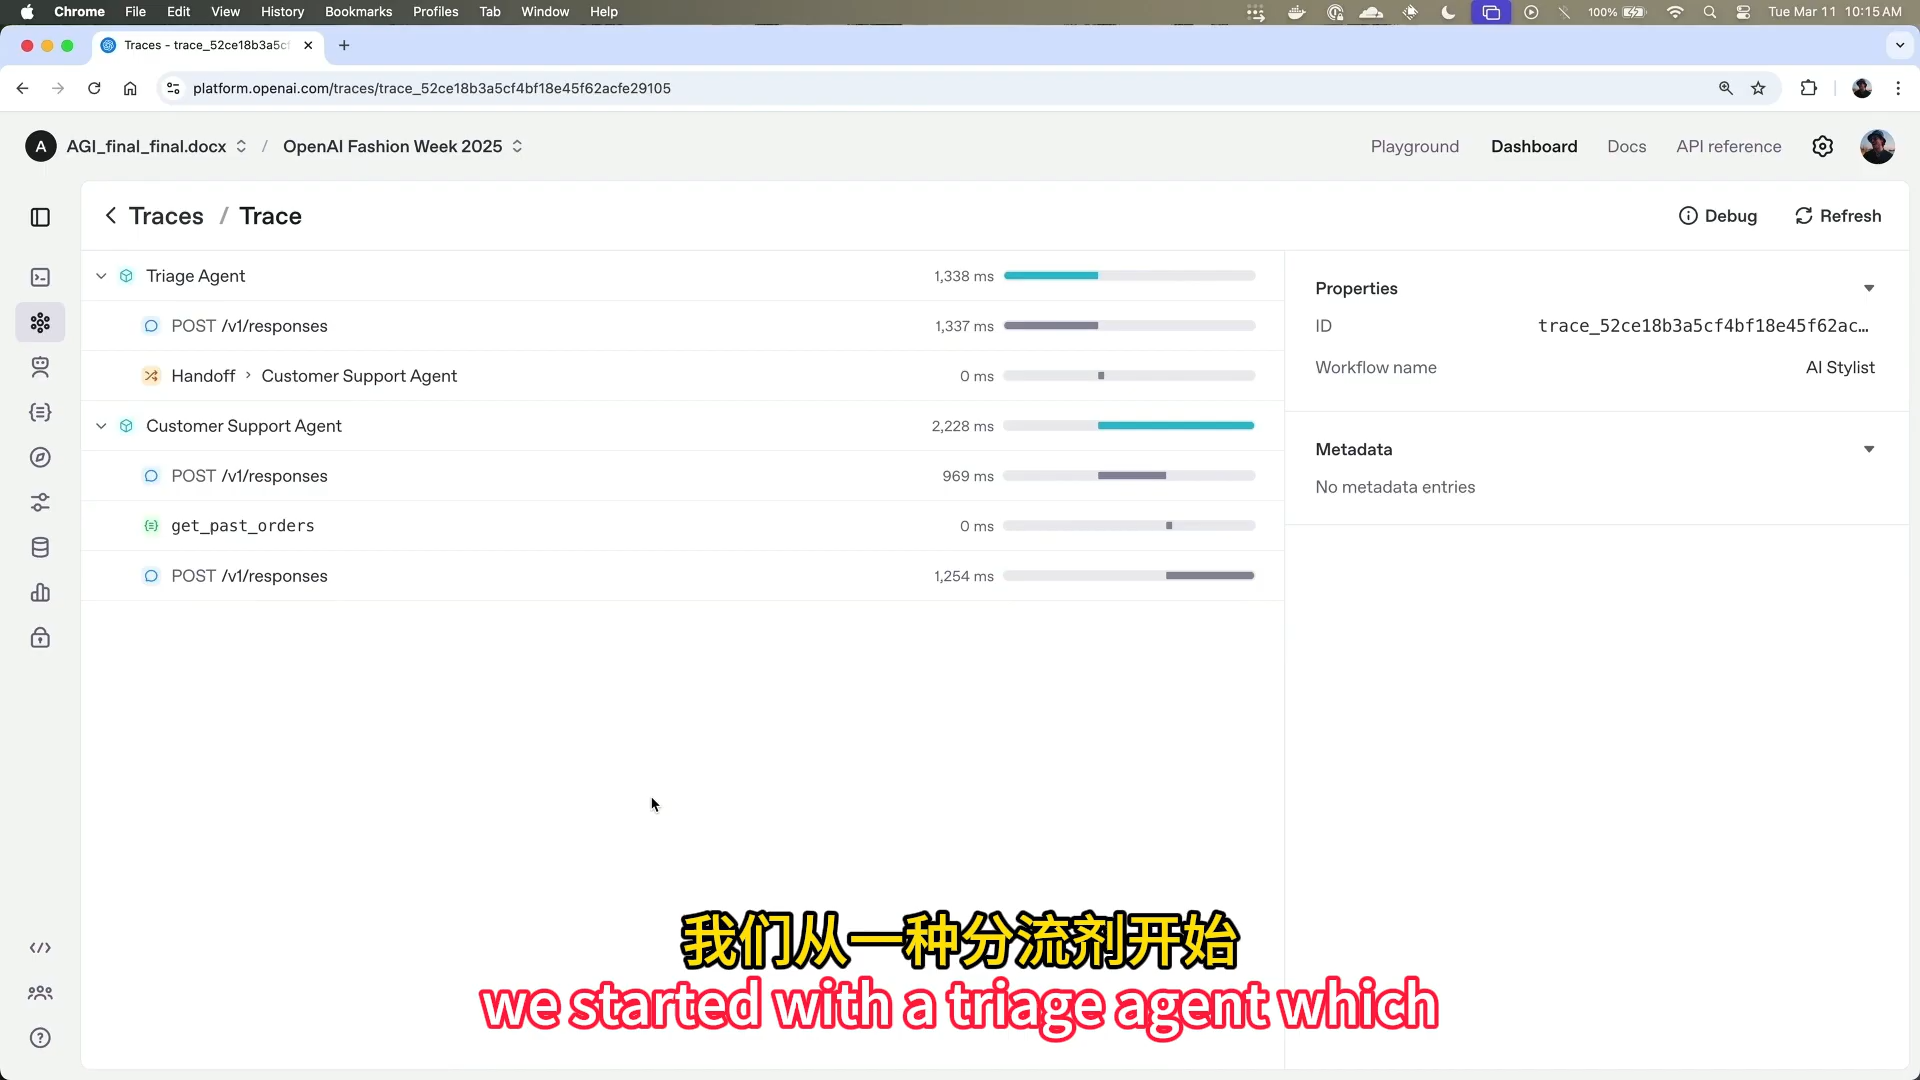 Chrome File Edit View History Bookmarks Profiles Tab Window Help 100% Tue Mar 11 10:15 AM
Traces - trace_52ce18b3a5c
platform.openai.com/traces/trace_52ce18b3a5cf4bf18e45f62acfe29105
A AGI_final_final.docx / OpenAI Fashion Week 2025 Playground Dashboard Docs API reference
Traces / Trace Debug Refresh
Triage Agent 1,338 ms
POST /v1/responses 1,337 ms
Handoff > Customer Support Agent 0 ms
Customer Support Agent 2,228 ms
POST /v1/responses 969 ms
get_past_orders 0 ms
POST /v1/responses 1,254 ms
Properties
ID trace_52ce18b3a5cf4bf18e45f62ac…
Workflow name AI Stylist
Metadata
No metadata entries
我们从一种分流剂开始
we started with a triage agent which